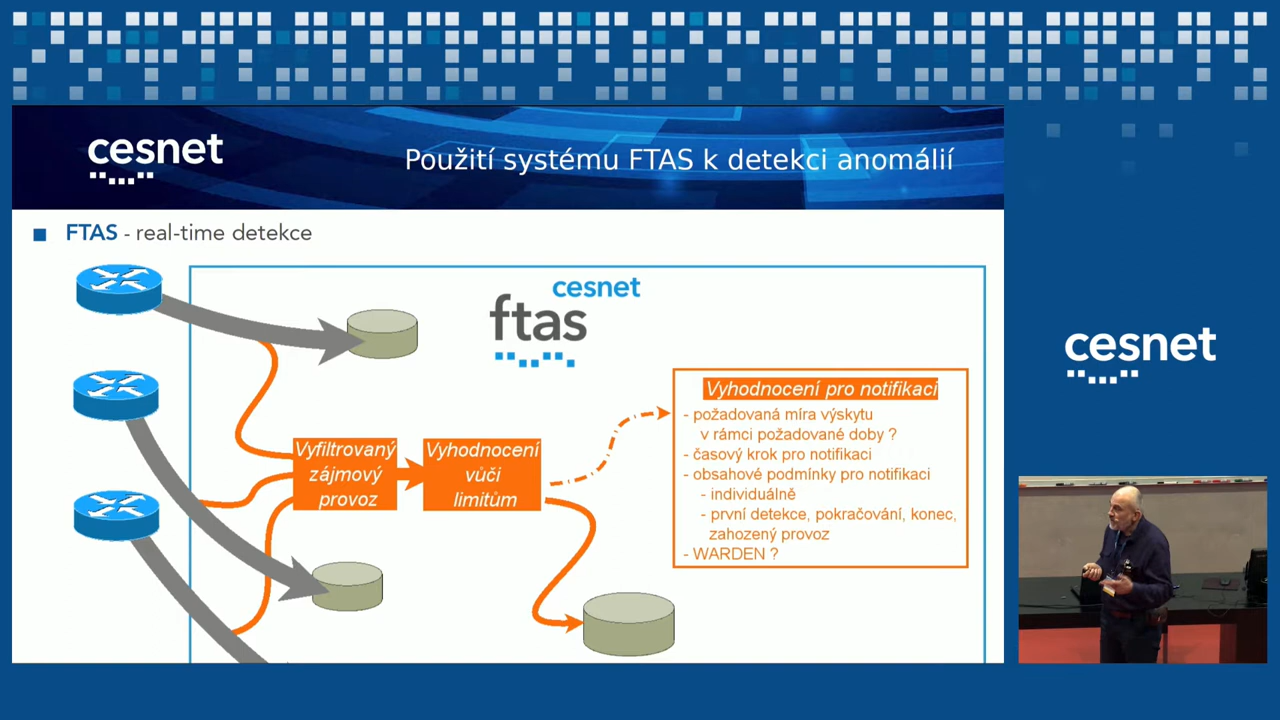 cesnet
Použití systému FTAS k detekci anomálií
FTAS - real-time detekce
cesnet
ftas
Vyhodnocení pro notifikaci
- požadovaná míra výskytu
v rámci požadované doby ?
- časový krok pro notifikaci
- obsahové podmínky pro notifikaci
- individuálně
- první detekce, pokračování, konec,
zahozený provoz
- WARDEN ?
Vyfiltrovaný
zájmový
provoz
Vyhodnocení
vůči
limitům
cesnet